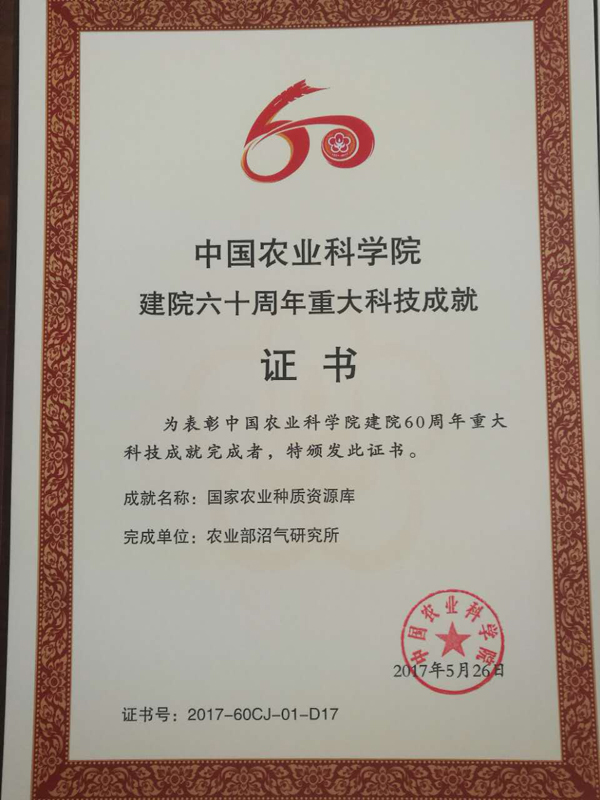 60
中国农业科学院
建院六十周年重大科技成就
证书
为表彰中国农业科学院建院60周年重大
科技成就完成者，特颁发此证书。
成就名称：国家农业种质资源库
完成单位：农业部沼气研究所
中国农业科学院
2017年5月26日
证书号：2017-60CJ-01-D17